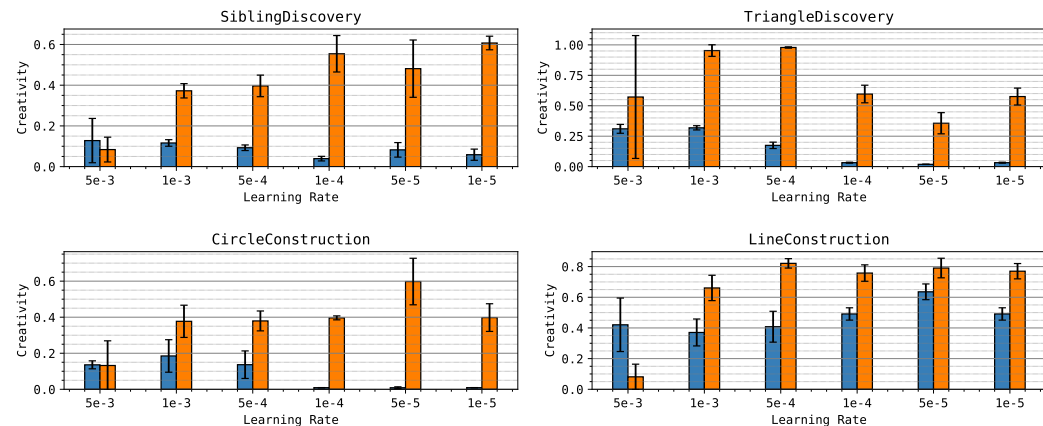 SiblingDiscovery
Creativity
0.6
0.4
0.2
0.0
5e-3 1e-3 5e-4 1e-4 5e-5 1e-5
Learning Rate
TriangleDiscovery
Creativity
1.00
0.75
0.50
0.25
0.00
5e-3 1e-3 5e-4 1e-4 5e-5 1e-5
Learning Rate
CircleConstruction
Creativity
0.6
0.4
0.2
0.0
5e-3 1e-3 5e-4 1e-4 5e-5 1e-5
Learning Rate
LineConstruction
Creativity
0.8
0.6
0.4
0.2
0.0
5e-3 1e-3 5e-4 1e-4 5e-5 1e-5
Learning Rate